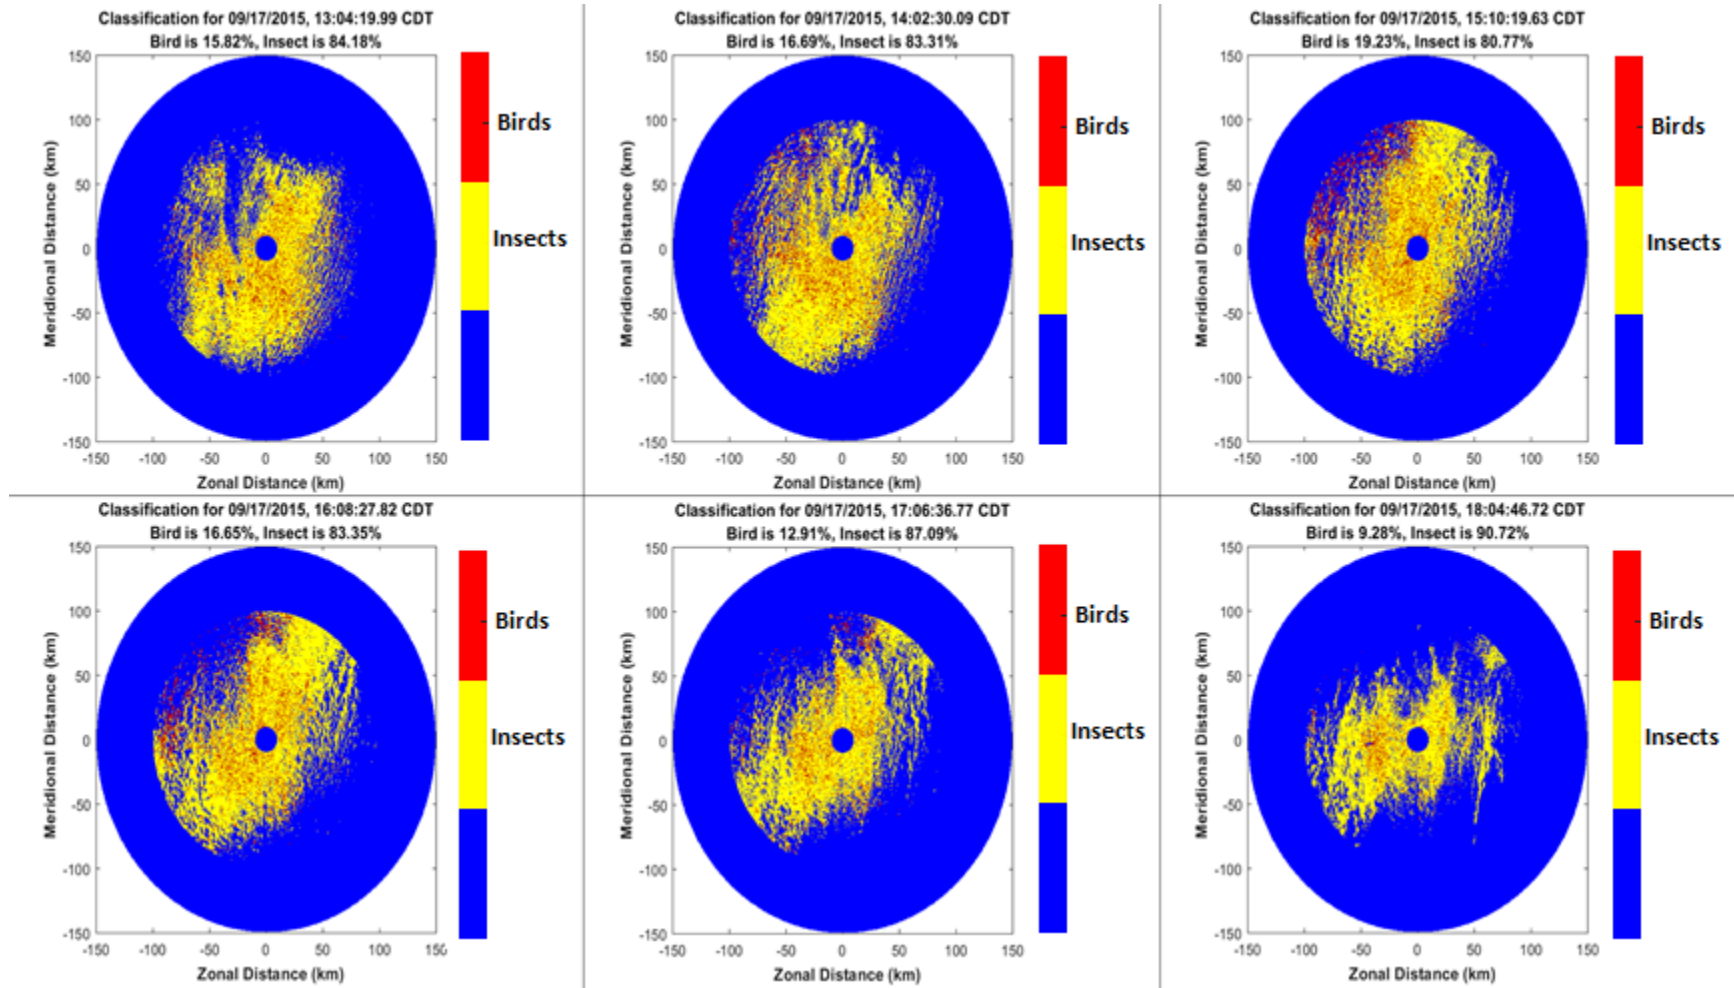 Classification for 09/17/2015, 13:04:19.99 CDT
Bird is 15.82%, Insect is 84.18%
150
100
50
0
-50
-100
-150
-150 -100 -50 0 50 100 150
Meridional Distance (km)
Zonal Distance (km)
Birds
Insects
Classification for 09/17/2015, 14:02:30.09 CDT
Bird is 16.69%, Insect is 83.31%
150
100
50
0
-50
-100
-150
-150 -100 -50 0 50 100 150
Meridional Distance (km)
Zonal Distance (km)
Birds
Insects
Classification for 09/17/2015, 15:10:19.63 CDT
Bird is 19.23%, Insect is 80.77%
150
100
50
0
-50
-100
-150
-150 -100 -50 0 50 100 150
Meridional Distance (km)
Zonal Distance (km)
Birds
Insects
Classification for 09/17/2015, 16:08:27.82 CDT
Bird is 16.65%, Insect is 83.35%
150
100
50
0
-50
-100
-150
-150 -100 -50 0 50 100 150
Meridional Distance (km)
Zonal Distance (km)
Birds
Insects
Classification for 09/17/2015, 17:06:36.77 CDT
Bird is 12.91%, Insect is 87.09%
150
100
50
0
-50
-100
-150
-150 -100 -50 0 50 100 150
Meridional Distance (km)
Zonal Distance (km)
Birds
Insects
Classification for 09/17/2015, 18:04:46.72 CDT
Bird is 9.28%, Insect is 90.72%
150
100
50
0
-50
-100
-150
-150 -100 -50 0 50 100 150
Meridional Distance (km)
Zonal Distance (km)
Birds
Insects